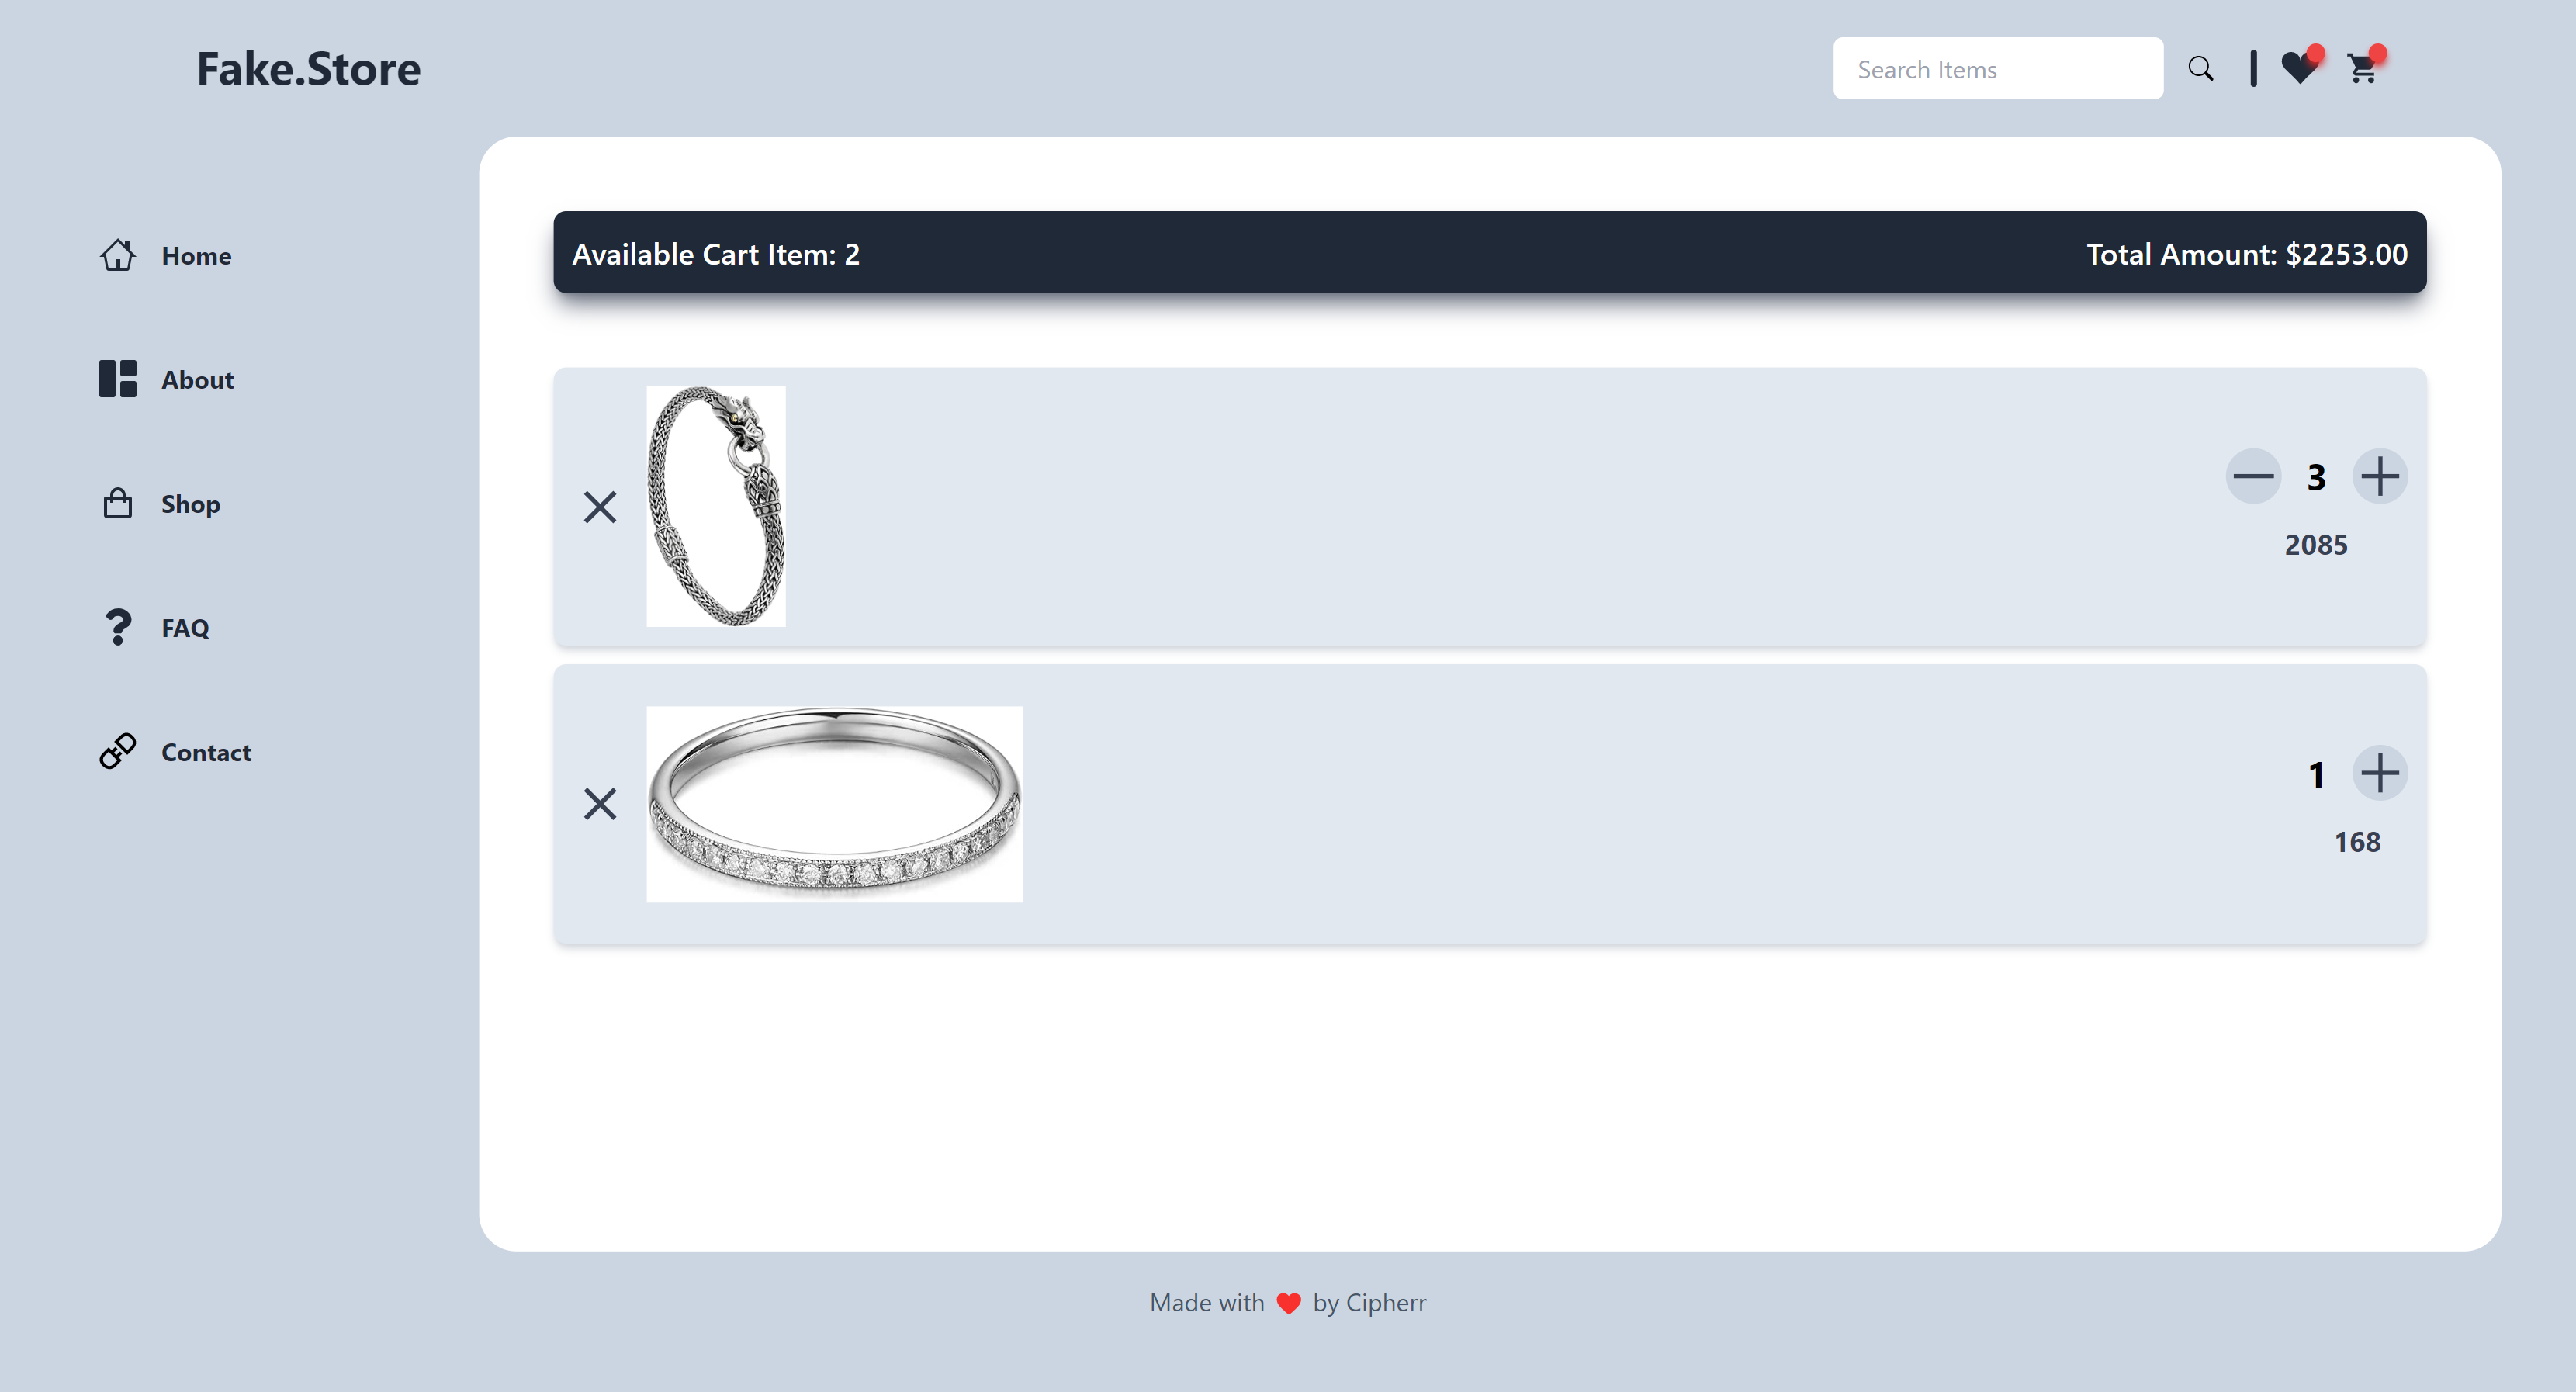 Fake.Store
Search Items
Home
About
Shop
FAQ
Contact
Available Cart Item: 2
Total Amount: $2253.00
3
2085
1
168
Made with by Cipherr